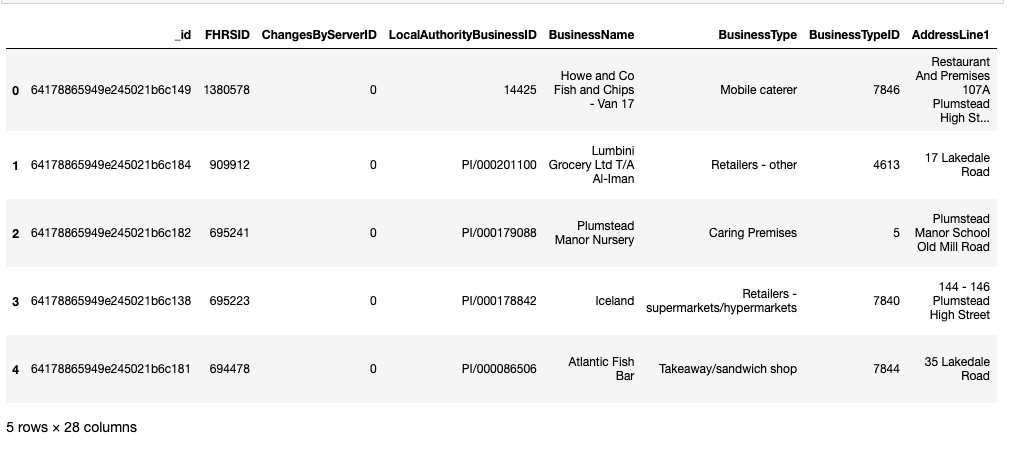 _id FHRSID ChangesByServerID LocalAuthorityBusinessID BusinessName BusinessType BusinessTypeID AddressLine1
0 64178865949e245021b6c149 1380578 0 14425 Howe and Co Fish and Chips - Van 17 Mobile caterer 7846 Restaurant And Premises 107A Plumstead High St...
1 64178865949e245021b6c184 909912 0 PI/000201100 Lumbini Grocery Ltd T/A Al-Iman Retailers - other 4613 17 Lakedale Road
2 64178865949e245021b6c182 695241 0 PI/000179088 Plumstead Manor Nursery Caring Premises 5 Plumstead Manor School Old Mill Road
3 64178865949e245021b6c138 695223 0 PI/000178842 Iceland Retailers - supermarkets/hypermarkets 7840 144 - 146 Plumstead High Street
4 64178865949e245021b6c181 694478 0 PI/000086506 Atlantic Fish Bar Takeaway/sandwich shop 7844 35 Lakedale Road
5 rows × 28 columns